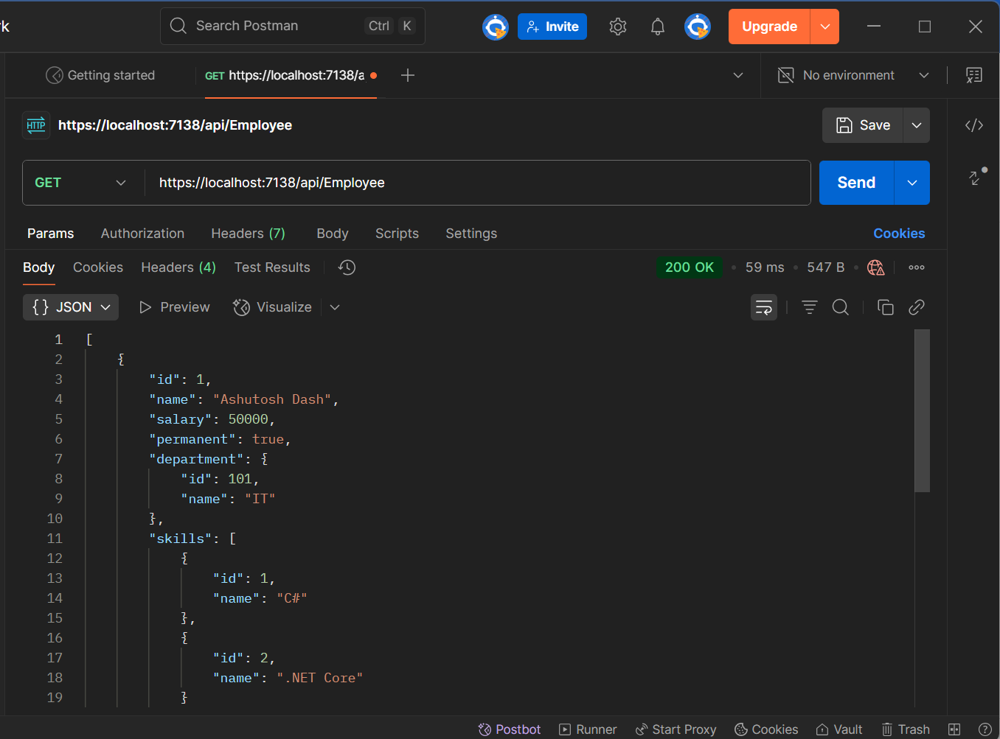 rk
Search Postman Ctrl K
Invite
Upgrade
Getting started
GET https://localhost:7138/a
No environment
HTTP https://localhost:7138/api/Employee
Save
GET https://localhost:7138/api/Employee
Send
Params Authorization Headers (7) Body Scripts Settings Cookies
Body Cookies Headers (4) Test Results 200 OK 59 ms 547 B
{} JSON Preview Visualize
1 [
2 {
3 "id": 1,
4 "name": "Ashutosh Dash",
5 "salary": 50000,
6 "permanent": true,
7 "department": {
8 "id": 101,
9 "name": "IT"
10 },
11 "skills": [
12 {
13 "id": 1,
14 "name": "C#"
15 },
16 {
17 "id": 2,
18 "name": ".NET Core"
19 }
Postbot Runner Start Proxy Cookies Vault Trash